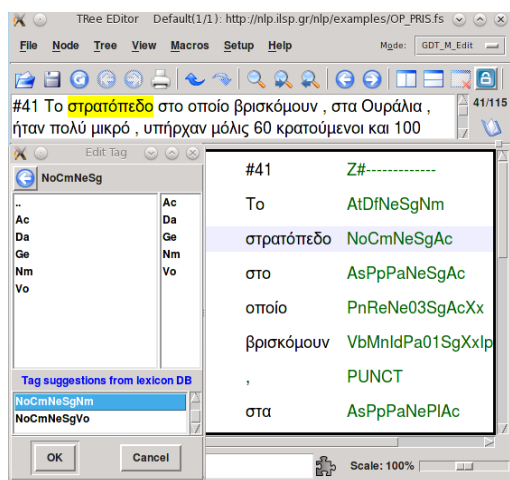 TRee EDitor Default(1/1): http://nlp.ilsp.gr/nlp/examples/OP_PRIS.fs
File Node Tree View Macros Setup Help Mode: GDT_M_Edit
#41 Το στρατόπεδο στο οποίο βρισκόμουν , στα Ουράλια ,
ήταν πολύ μικρό , υπήρχαν μόλις 60 κρατούμενοι και 100
41/115
Edit Tag
NoCmNeSg
..
Ac
Da
Ge
Nm
Vo
Ac
Da
Ge
Nm
Vo
Tag suggestions from lexicon DB
NoCmNeSgNm
NoCmNeSgVo
OK Cancel
#41 Z#-------------
Το AtDfNeSgNm
στρατόπεδο NoCmNeSgAc
στο AsPpPaNeSgAc
οποίο PnReNe03SgAcXx
βρισκόμουν VbMnIdPa01SgXxIp
, PUNCT
στα AsPpPaNePlAc
Scale: 100%